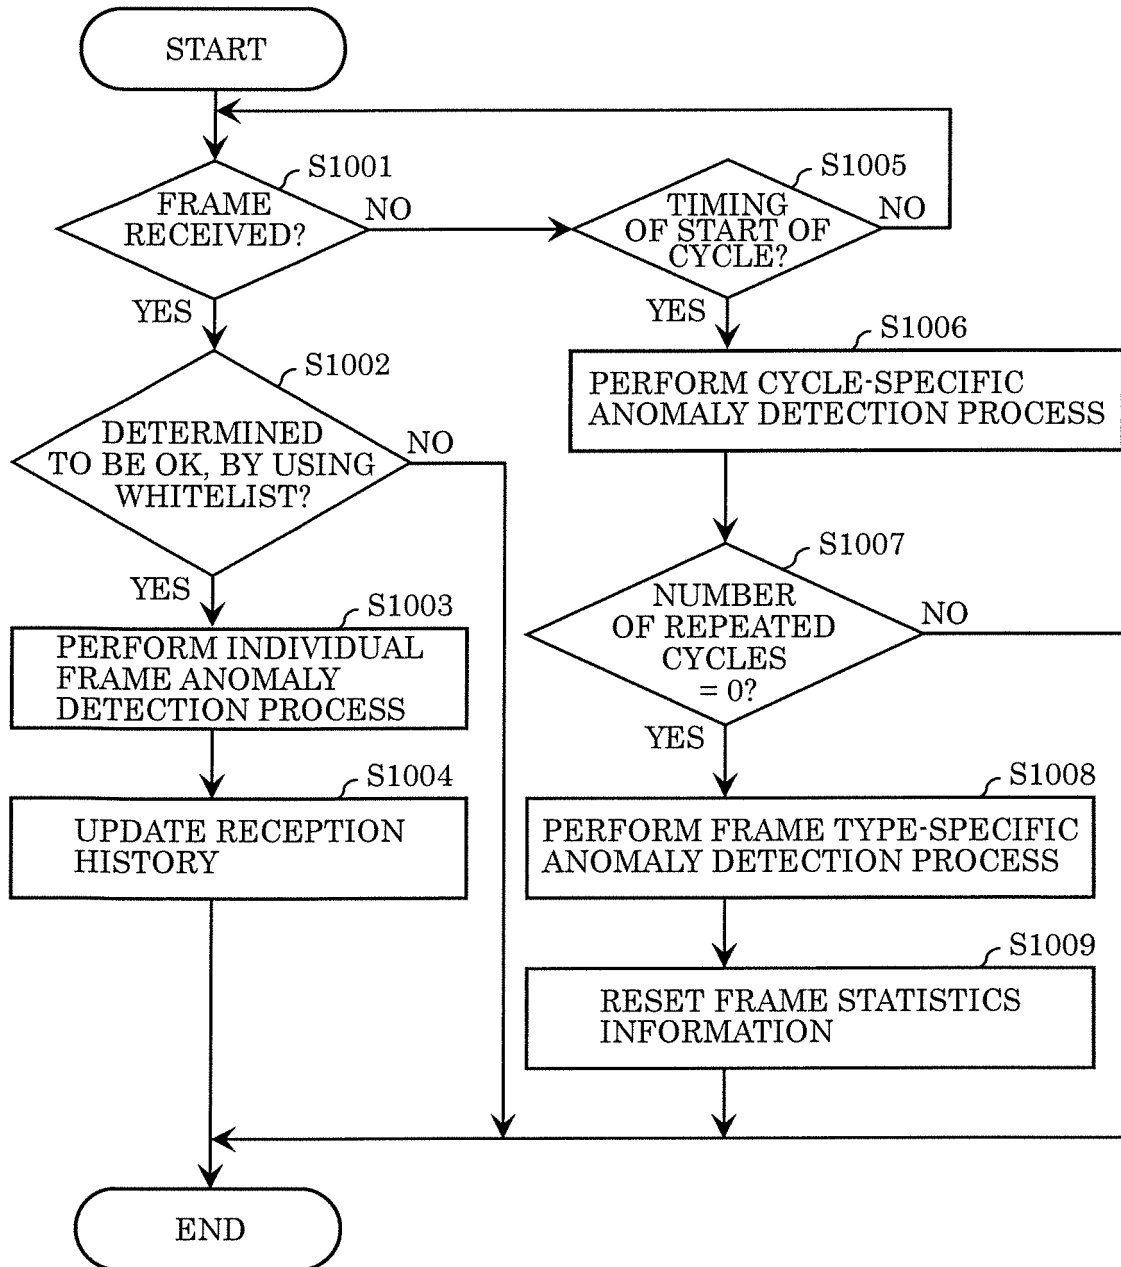 START
S1001
FRAME
RECEIVED?
NO
YES
S1005
TIMING
OF START OF
CYCLE?
NO
YES
S1002
DETERMINED
TO BE OK, BY USING
WHITELIST?
NO
YES
S1006
PERFORM CYCLE-SPECIFIC
ANOMALY DETECTION PROCESS
S1003
PERFORM INDIVIDUAL
FRAME ANOMALY
DETECTION PROCESS
S1007
NUMBER
OF REPEATED
CYCLES
= 0?
NO
YES
S1004
UPDATE RECEPTION
HISTORY
S1008
PERFORM FRAME TYPE-SPECIFIC
ANOMALY DETECTION PROCESS
S1009
RESET FRAME STATISTICS
INFORMATION
END